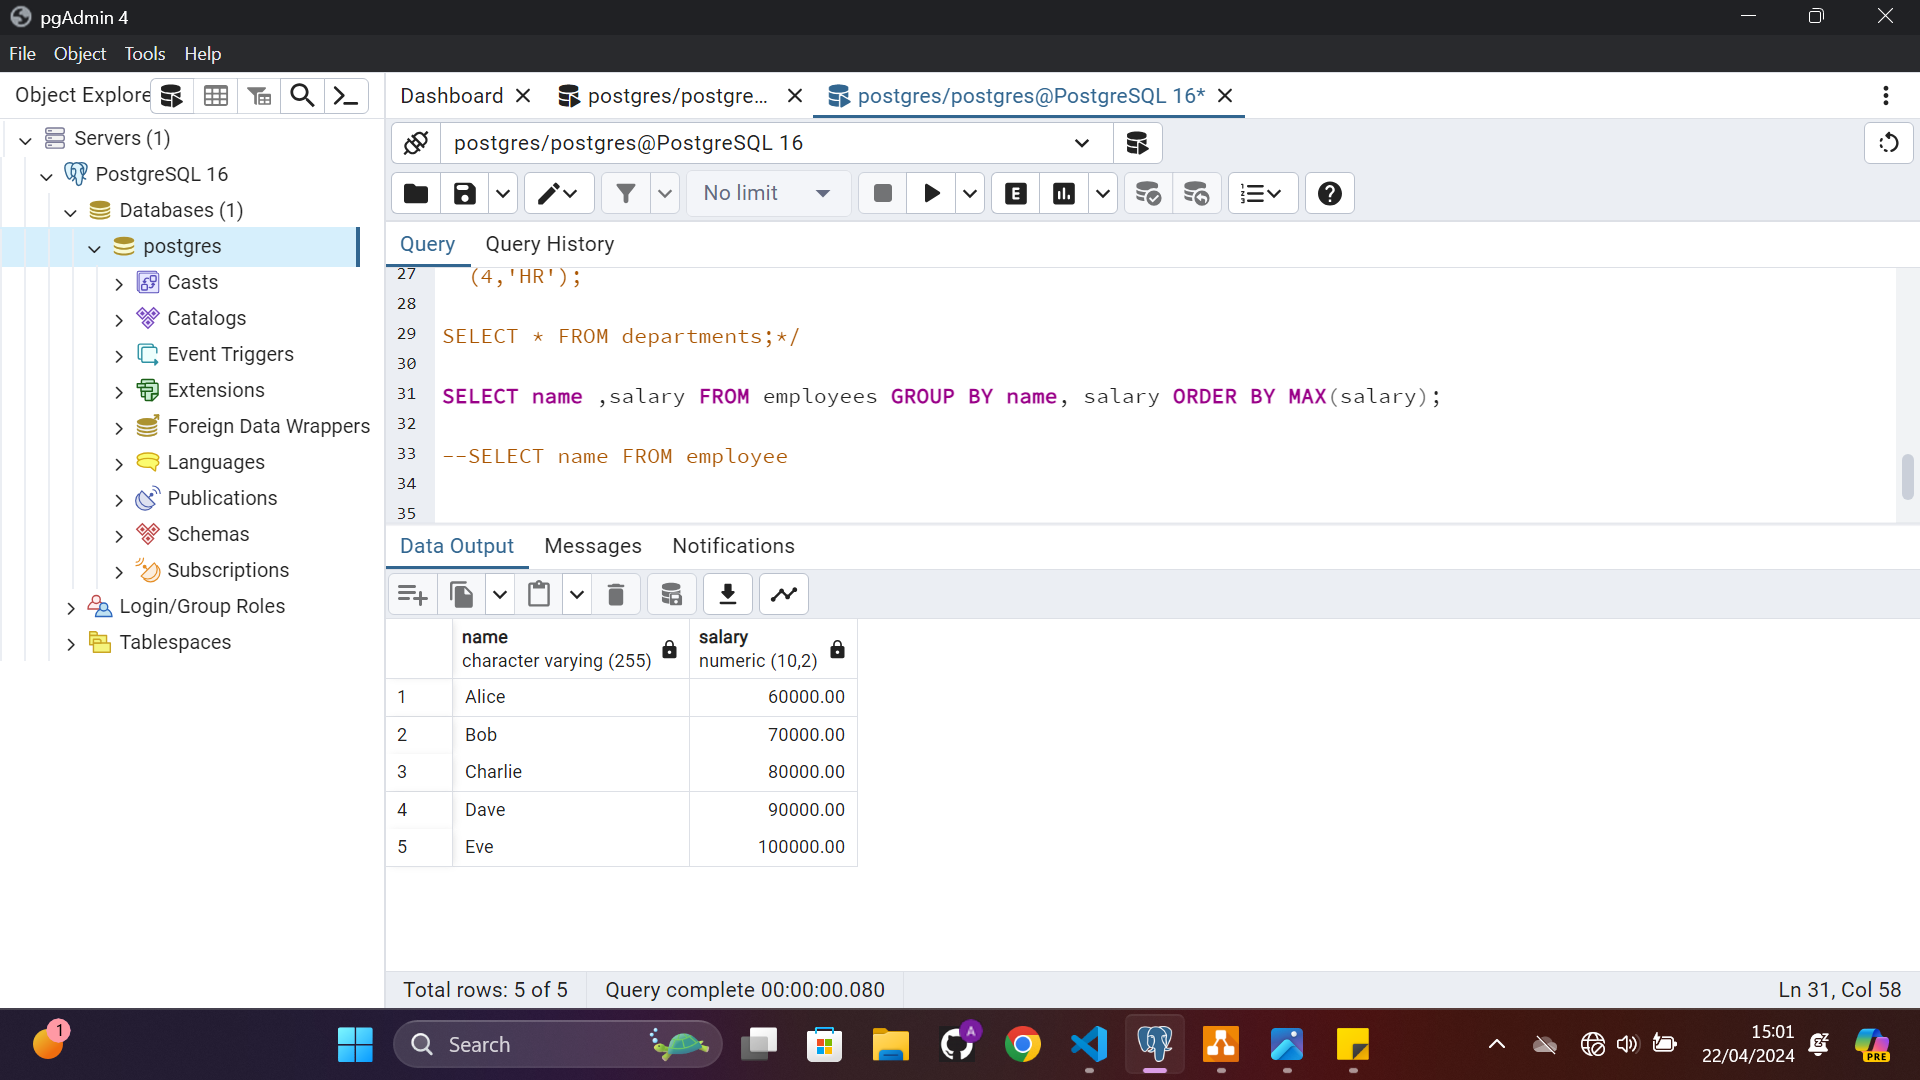 pgAdmin 4
File Object Tools Help
Object Explore
Dashboard
postgres/postgre...
postgres/postgres@PostgreSQL 16*
Servers (1)
PostgreSQL 16
Databases (1)
postgres
Casts
Catalogs
Event Triggers
Extensions
Foreign Data Wrappers
Languages
Publications
Schemas
Subscriptions
Login/Group Roles
Tablespaces
postgres/postgres@PostgreSQL 16
No limit
E
Query Query History
27 (4,'HR');
28
29 SELECT * FROM departments;*/
30
31 SELECT name ,salary FROM employees GROUP BY name, salary ORDER BY MAX(salary);
32
33 --SELECT name FROM employee
34
35
Data Output Messages Notifications
name salary
character varying (255) numeric (10,2)
1 Alice 60000.00
2 Bob 70000.00
3 Charlie 80000.00
4 Dave 90000.00
5 Eve 100000.00
Total rows: 5 of 5 Query complete 00:00:00.080 Ln 31, Col 58
1
Search
A
15:01
22/04/2024
PRE